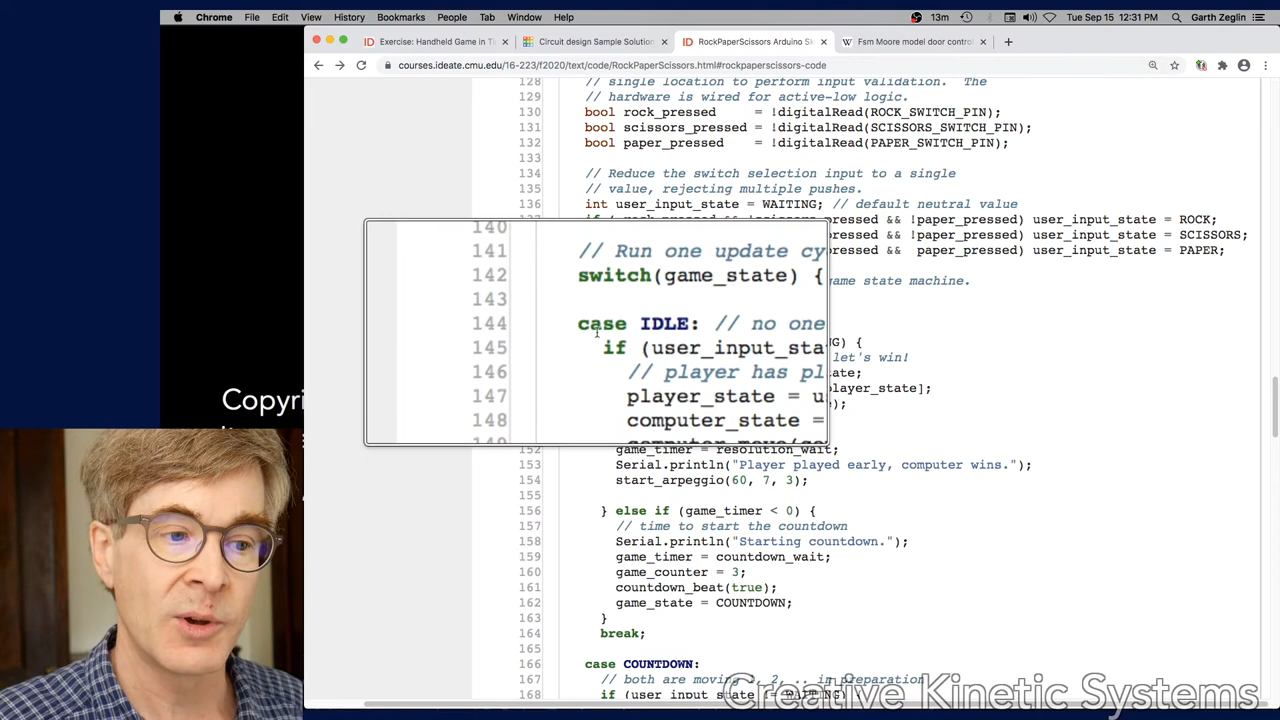 Chrome File Edit View History Bookmarks People Tab Window Help 13m Tue Sep 15 12:31 PM Garth Zeglin
Exercise: Handheld Game in Ti × Circuit design Sample Solution × RockPaperScissors Arduino Sk × Fsm Moore model door control ×
courses.ideate.cmu.edu/16-223/f2020/text/code/RockPaperScissors.html#rockpaperscissors-code
128 // single location to perform input validation. The
129 // hardware is wired for active-low logic.
130 bool rock_pressed = !digitalRead(ROCK_SWITCH_PIN);
131 bool scissors_pressed = !digitalRead(SCISSORS_SWITCH_PIN);
132 bool paper_pressed = !digitalRead(PAPER_SWITCH_PIN);
133
134 // Reduce the switch selection input to a single
135 // value, rejecting multiple pushes.
136 int user_input_state = WAITING; // default neutral value
pressed && !paper_pressed) user_input_state = ROCK;
pressed && !paper_pressed) user_input_state = SCISSORS;
pressed && paper_pressed) user_input_state = PAPER;
game state machine.
) {
let's win!
ate;
layer_state];
e);
140
141 // Run one update cy
142 switch(game_state) {
143
144 case IDLE: // no one
145 if (user_input_sta
146 // player has pl
147 player_state = u
148 computer_state =
152 game_timer = resolution_wait;
153 Serial.println("Player played early, computer wins.");
154 start_arpeggio(60, 7, 3);
155
156 } else if (game_timer < 0) {
157 // time to start the countdown
158 Serial.println("Starting countdown.");
159 game_timer = countdown_wait;
160 game_counter = 3;
161 countdown_beat(true);
162 game_state = COUNTDOWN;
163 }
164 break;
165
166 case COUNTDOWN:
167 // both are moving in preparation
168 if (user_input_state
Copyri
Creative Kinetic Systems